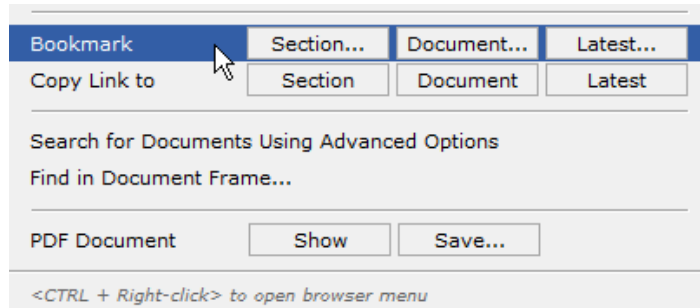 Bookmark Section... Document... Latest...
Copy Link to Section Document Latest
Search for Documents Using Advanced Options
Find in Document Frame...
PDF Document Show Save...
<CTRL + Right-click> to open browser menu